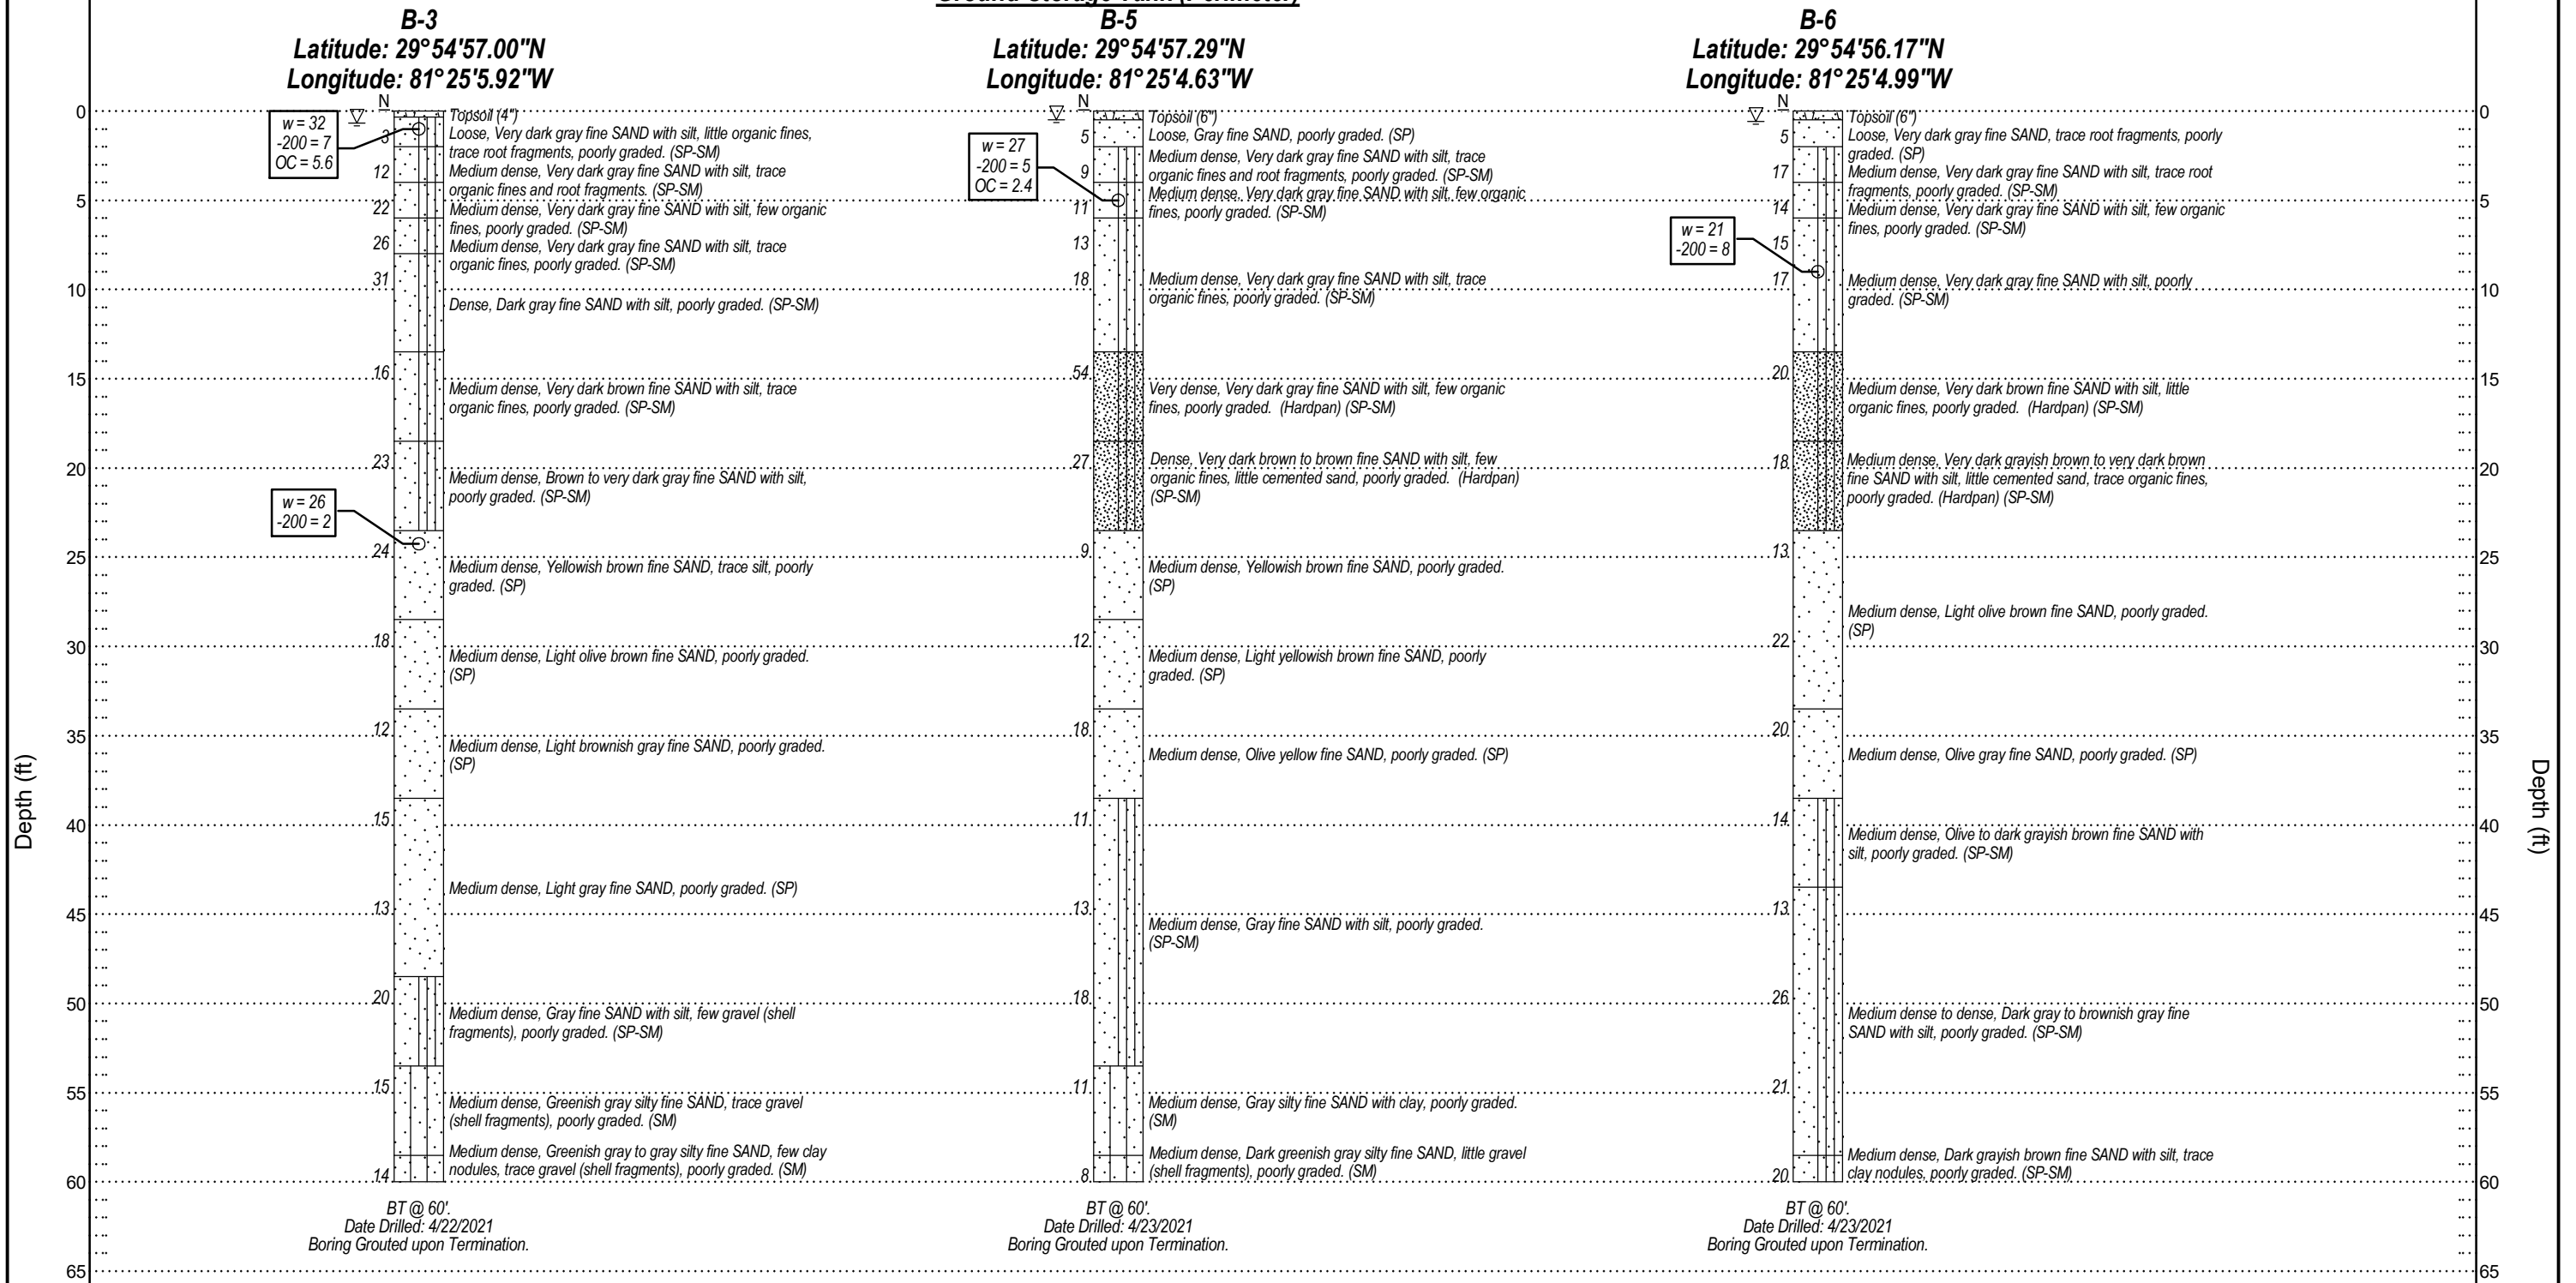 Ground Storage Tank (Perimeter)
B-3
Latitude: 29°54'57.00"N
Longitude: 81°25'5.92"W
N
w = 32
-200 = 7
OC = 5.6
3
12
22
26
31
16
23
w = 26
-200 = 2
24
18
12
15
13
20
15
14
Topsoil (4")
Loose, Very dark gray fine SAND with silt, little organic fines,
trace root fragments, poorly graded. (SP-SM)
Medium dense, Very dark gray fine SAND with silt, trace
organic fines and root fragments. (SP-SM)
Medium dense, Very dark gray fine SAND with silt, few organic
fines, poorly graded. (SP-SM)
Medium dense, Very dark gray fine SAND with silt, trace
organic fines, poorly graded. (SP-SM)
Dense, Dark gray fine SAND with silt, poorly graded. (SP-SM)
Medium dense, Very dark brown fine SAND with silt, trace
organic fines, poorly graded. (SP-SM)
Medium dense, Brown to very dark gray fine SAND with silt,
poorly graded. (SP-SM)
Medium dense, Yellowish brown fine SAND, trace silt, poorly
graded. (SP)
Medium dense, Light olive brown fine SAND, poorly graded.
(SP)
Medium dense, Light brownish gray fine SAND, poorly graded.
(SP)
Medium dense, Light gray fine SAND, poorly graded. (SP)
Medium dense, Gray fine SAND with silt, few gravel (shell
fragments), poorly graded. (SP-SM)
Medium dense, Greenish gray silty fine SAND, trace gravel
(shell fragments), poorly graded. (SM)
Medium dense, Greenish gray to gray silty fine SAND, few clay
nodules, trace gravel (shell fragments), poorly graded. (SM)
BT @ 60'.
Date Drilled: 4/22/2021
Boring Grouted upon Termination.
B-5
Latitude: 29°54'57.29"N
Longitude: 81°25'4.63"W
N
w = 27
-200 = 5
OC = 2.4
5
9
11
13
18
54
27
9
12
18
11
13
18
11
8
Topsoil (6")
Loose, Gray fine SAND, poorly graded. (SP)
Medium dense, Very dark gray fine SAND with silt, trace
organic fines and root fragments, poorly graded. (SP-SM)
Medium dense, Very dark gray fine SAND with silt, few organic
fines, poorly graded. (SP-SM)
Medium dense, Very dark gray fine SAND with silt, trace
organic fines, poorly graded. (SP-SM)
Very dense, Very dark gray fine SAND with silt, few organic
fines, poorly graded. (Hardpan) (SP-SM)
Dense, Very dark brown to brown fine SAND with silt, few
organic fines, little cemented sand, poorly graded. (Hardpan)
(SP-SM)
Medium dense, Yellowish brown fine SAND, poorly graded.
(SP)
Medium dense, Light yellowish brown fine SAND, poorly
graded. (SP)
Medium dense, Olive yellow fine SAND, poorly graded. (SP)
Medium dense, Gray fine SAND with silt, poorly graded.
(SP-SM)
Medium dense, Gray silty fine SAND with clay, poorly graded.
(SM)
Medium dense, Dark greenish gray silty fine SAND, little gravel
(shell fragments), poorly graded. (SM)
BT @ 60'.
Date Drilled: 4/23/2021
Boring Grouted upon Termination.
B-6
Latitude: 29°54'56.17"N
Longitude: 81°25'4.99"W
N
5
17
14
w = 21
-200 = 8
15
17
20
18
13
22
20
14
13
26
21
20
Topsoil (6")
Loose, Very dark gray fine SAND, trace root fragments, poorly
graded. (SP)
Medium dense, Very dark gray fine SAND with silt, trace root
fragments, poorly graded. (SP-SM)
Medium dense, Very dark gray fine SAND with silt, few organic
fines, poorly graded. (SP-SM)
Medium dense, Very dark gray fine SAND with silt, poorly
graded. (SP-SM)
Medium dense, Very dark brown fine SAND with silt, little
organic fines, poorly graded. (Hardpan) (SP-SM)
Medium dense, Very dark grayish brown to very dark brown
fine SAND with silt, little cemented sand, trace organic fines,
poorly graded. (Hardpan) (SP-SM)
Medium dense, Light olive brown fine SAND, poorly graded.
(SP)
Medium dense, Olive gray fine SAND, poorly graded. (SP)
Medium dense, Olive to dark grayish brown fine SAND with
silt, poorly graded. (SP-SM)
Medium dense to dense, Dark gray to brownish gray fine
SAND with silt, poorly graded. (SP-SM)
Medium dense, Dark grayish brown fine SAND with silt, trace
clay nodules, poorly graded. (SP-SM)
BT @ 60'.
Date Drilled: 4/23/2021
Boring Grouted upon Termination.
Depth (ft)
0
5
10
15
20
25
30
35
40
45
50
55
60
65
Depth (ft)
0
5
10
15
20
25
30
35
40
45
50
55
60
65